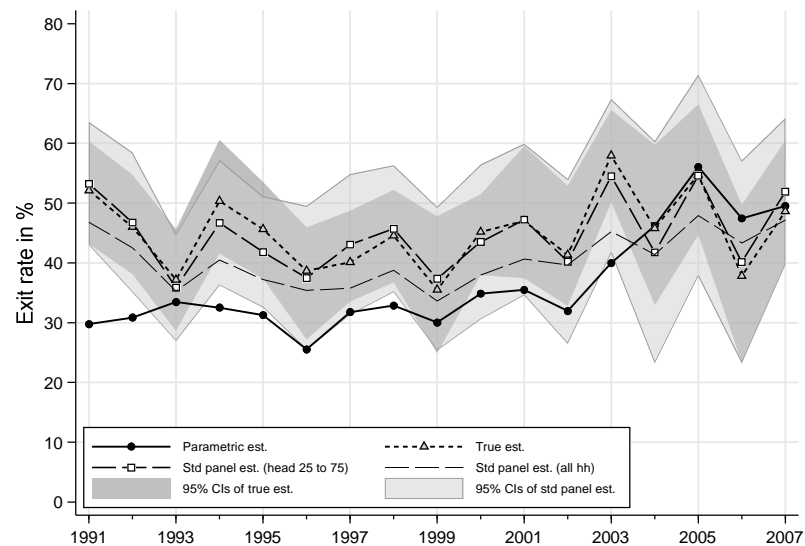 80
70
60
50
40
30
20
10
0
Exit rate in %
Parametric est. True est.
Std panel est. (head 25 to 75) Std panel est. (all hh)
95% CIs of true est. 95% CIs of std panel est.
1991 1993 1995 1997 1999 2001 2003 2005 2007